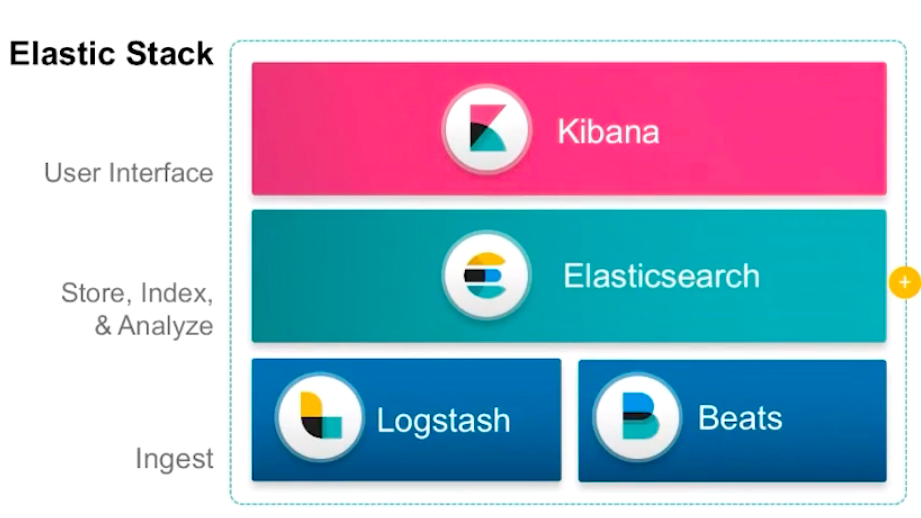 Elastic Stack
Kibana
User Interface
Elasticsearch
Store, Index,
& Analyze
+
Logstash
Beats
Ingest